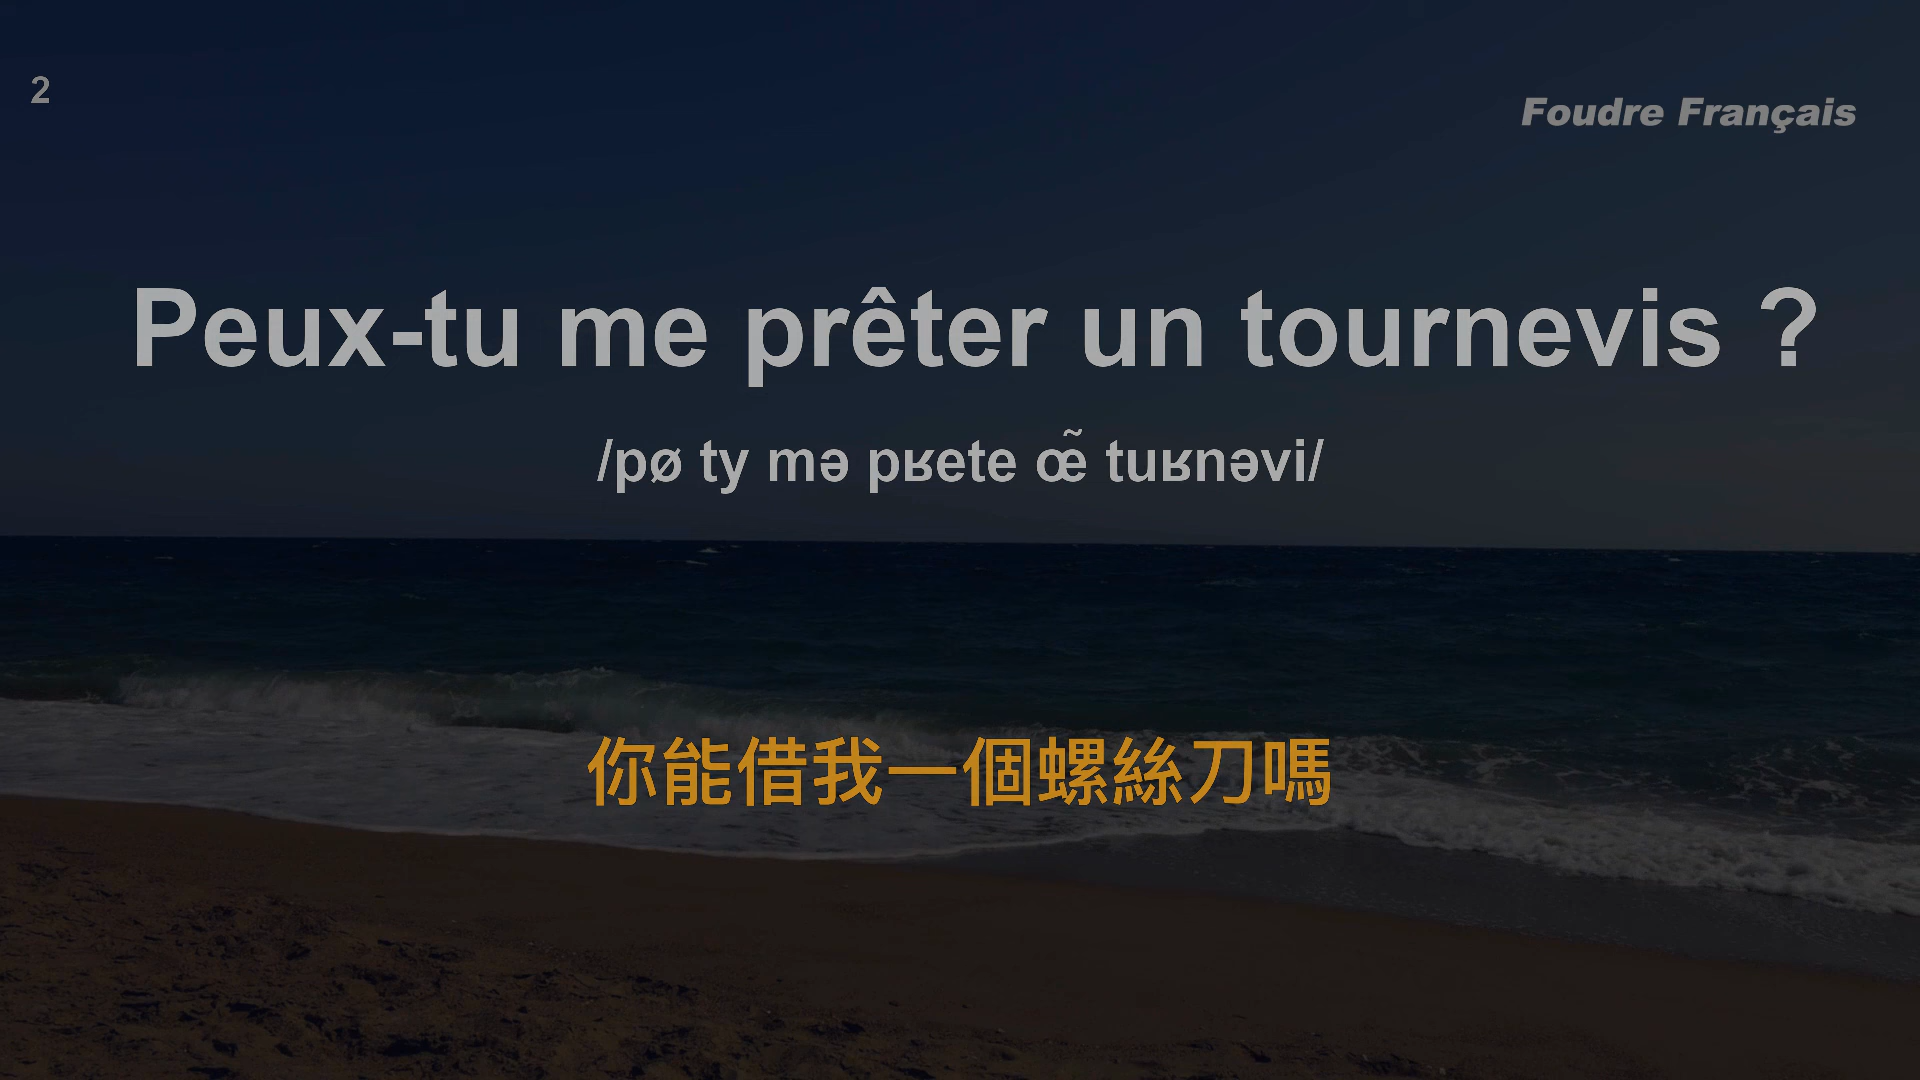 2
Foudre Français
Peux-tu me prêter un tournevis ?
/pø ty mə pʁete œ̃ tuʁnəvi/
你能借我一個螺絲刀嗎